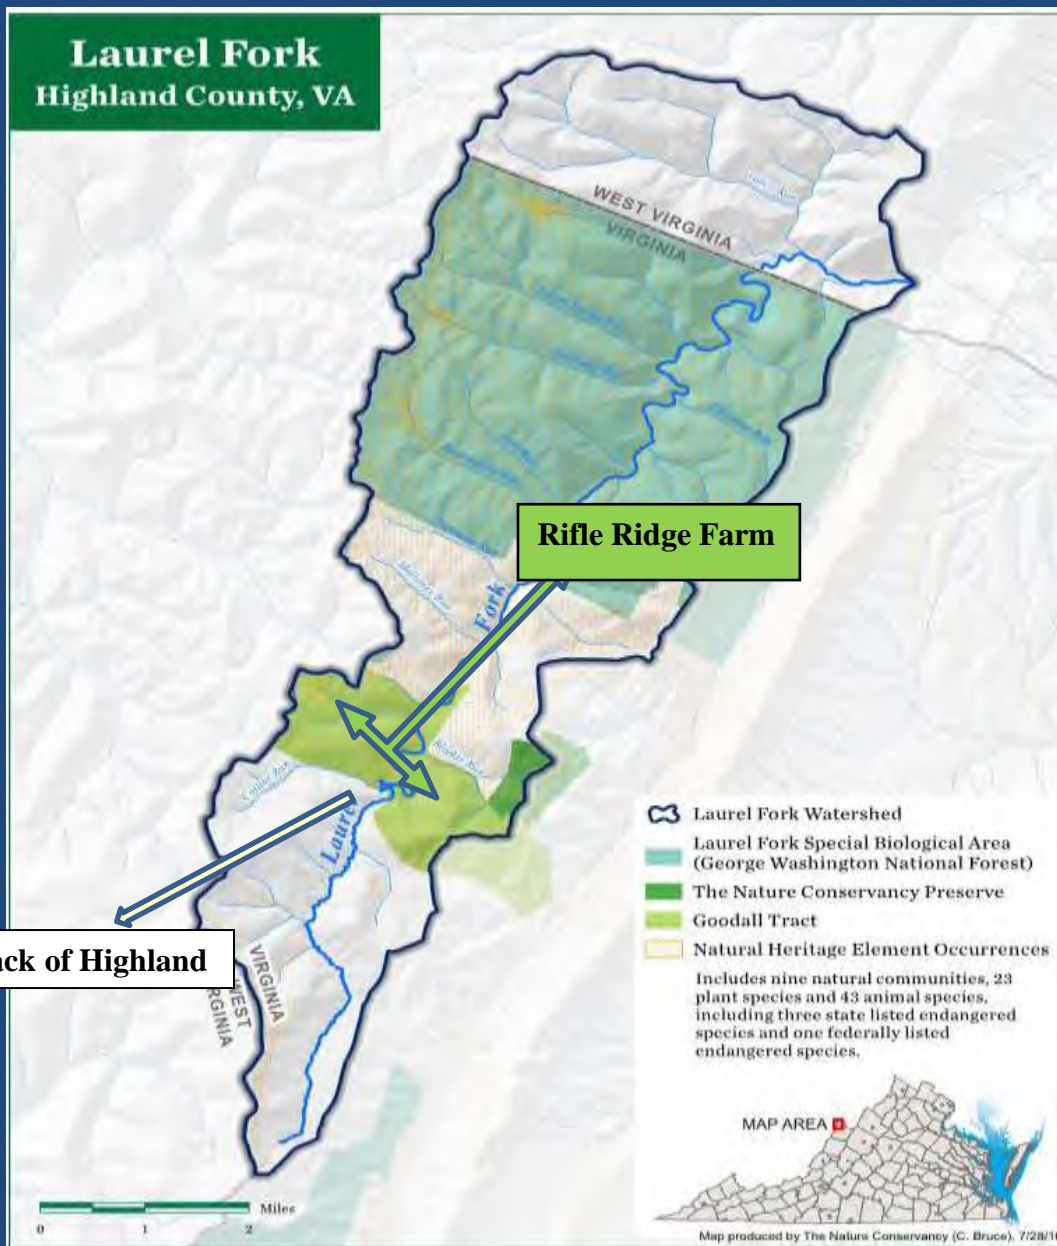 Laurel Fork
Highland County, VA
WEST VIRGINIA
VIRGINIA
Rifle Ridge Farm
Fork
Laure
ack of Highland
VIRGINIA
WEST
RGINIA
Laurel Fork Watershed
Laurel Fork Special Biological Area
(George Washington National Forest)
The Nature Conservancy Preserve
Goodall Tract
Natural Heritage Element Occurrences
Includes nine natural communities, 23
plant species and 43 animal species,
including three state listed endangered
species and one federally listed
endangered species.
MAP AREA
Miles
0 1 2
Map produced by The Nature Conservancy (C. Bruce), 7/28/1